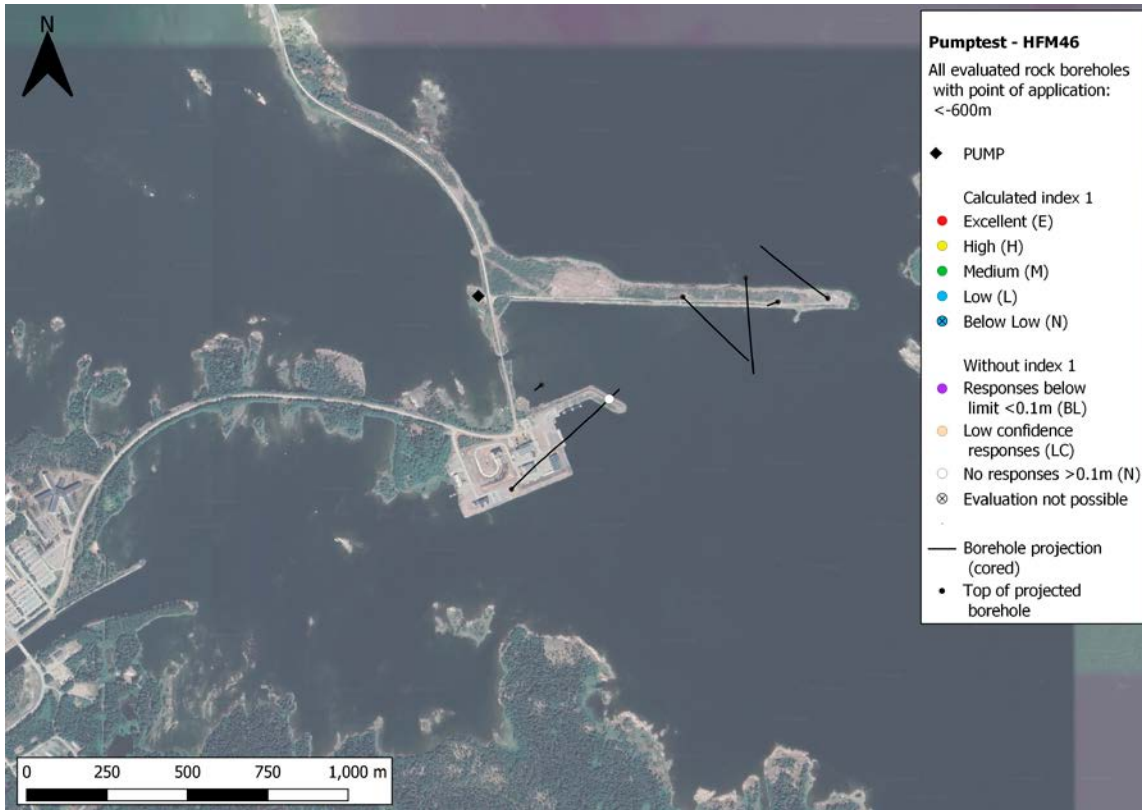 N
Pumptest - HFM46
All evaluated rock boreholes
with point of application:
<-600m
PUMP
Calculated index 1
Excellent (E)
High (H)
Medium (M)
Low (L)
Below Low (N)
Without index 1
Responses below
limit <0.1m (BL)
Low confidence
responses (LC)
No responses >0.1m (N)
Evaluation not possible
Borehole projection
(cored)
Top of projected
borehole
0 250 500 750 1,000 m